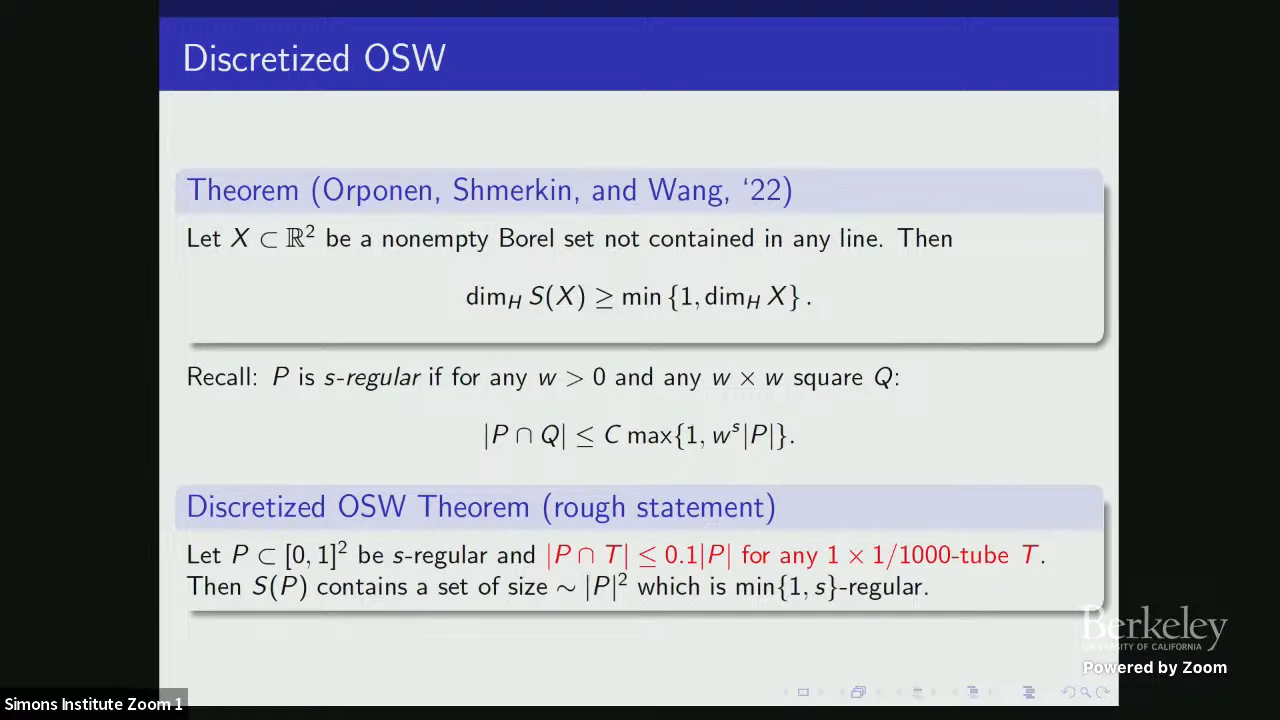 Discretized OSW
Theorem (Orponen, Shmerkin, and Wang, ‘22)
Let X ⊂ ℝ² be a nonempty Borel set not contained in any line. Then
dim_H S(X) ≥ min {1, dim_H X} .
Recall: P is s-regular if for any w > 0 and any w × w square Q:
|P ∩ Q| ≤ C max{1, w^s|P|}.
Discretized OSW Theorem (rough statement)
Let P ⊂ [0, 1]² be s-regular and |P ∩ T| ≤ 0.1|P| for any 1 × 1/1000-tube T.
Then S(P) contains a set of size ∼ |P|² which is min{1, s}-regular.
Berkeley
UNIVERSITY OF CALIFORNIA
Powered by Zoom
Simons Institute Zoom 1